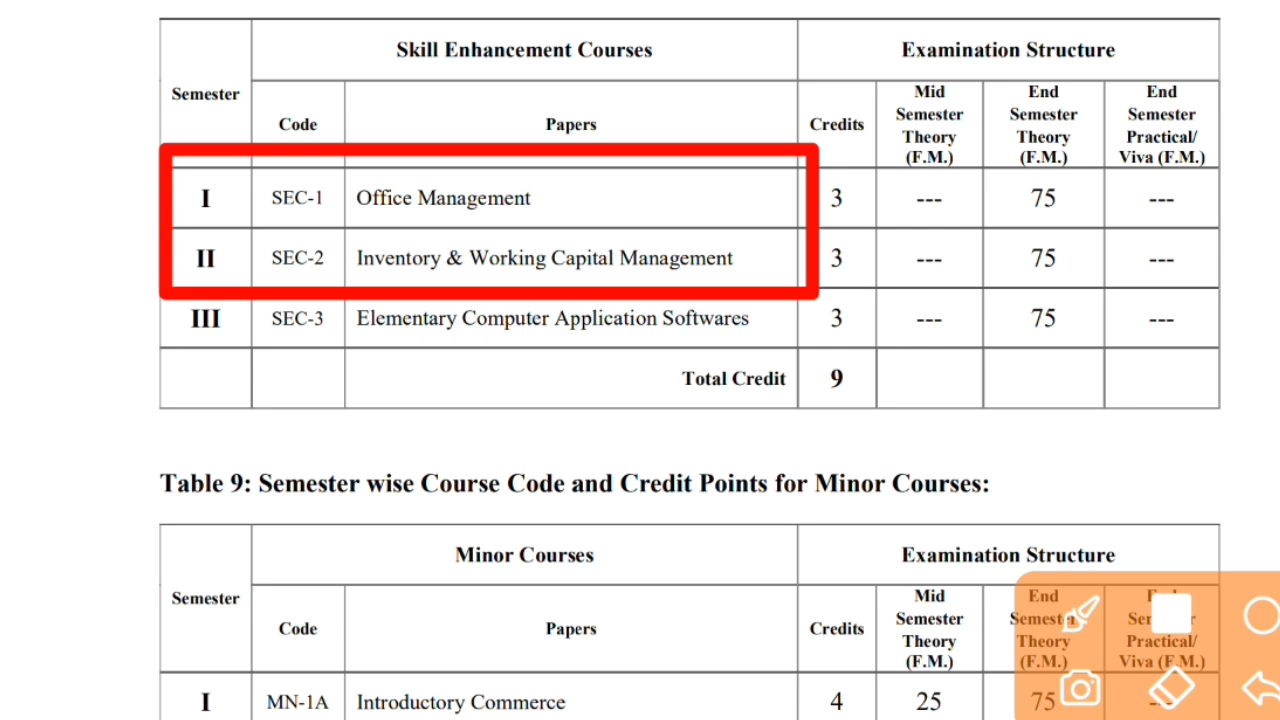 Skill Enhancement Courses Examination Structure
Semester Code Papers Credits Mid Semester Theory (F.M.) End Semester Theory (F.M.) End Semester Practical/ Viva (F.M.)
I SEC-1 Office Management 3 --- 75 ---
II SEC-2 Inventory & Working Capital Management 3 --- 75 ---
III SEC-3 Elementary Computer Application Softwares 3 --- 75 ---
Total Credit 9
Table 9: Semester wise Course Code and Credit Points for Minor Courses:
Minor Courses Examination Structure
Semester Code Papers Credits Mid Semester Theory (F.M.) End Semester Theory (F.M.) Practical/ Viva (F.M.)
I MN-1A Introductory Commerce 4 25 75